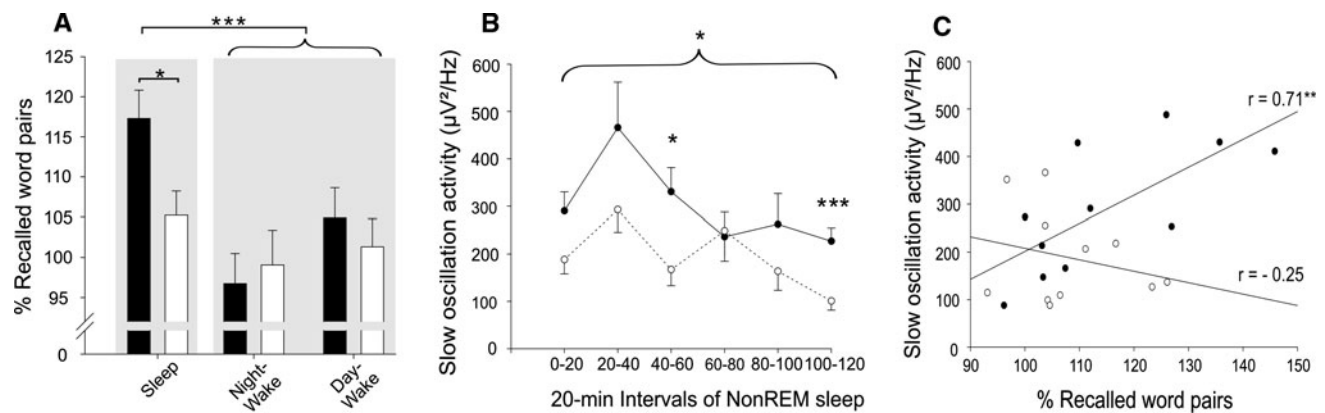 A
***
% Recalled word pairs
125
120
115
110
105
100
95
0
*
Sleep
Night-
Wake
Day-
Wake
B
*
Slow oscillation activity (µV²/Hz)
600
500
400
300
200
100
0
*
***
0-20 20-40 40-60 60-80 80-100 100-120
20-min Intervals of NonREM sleep
C
Slow oscillation activity (µV²/Hz)
600
500
400
300
200
100
0
r = 0.71**
r = - 0.25
90 100 110 120 130 140 150
% Recalled word pairs